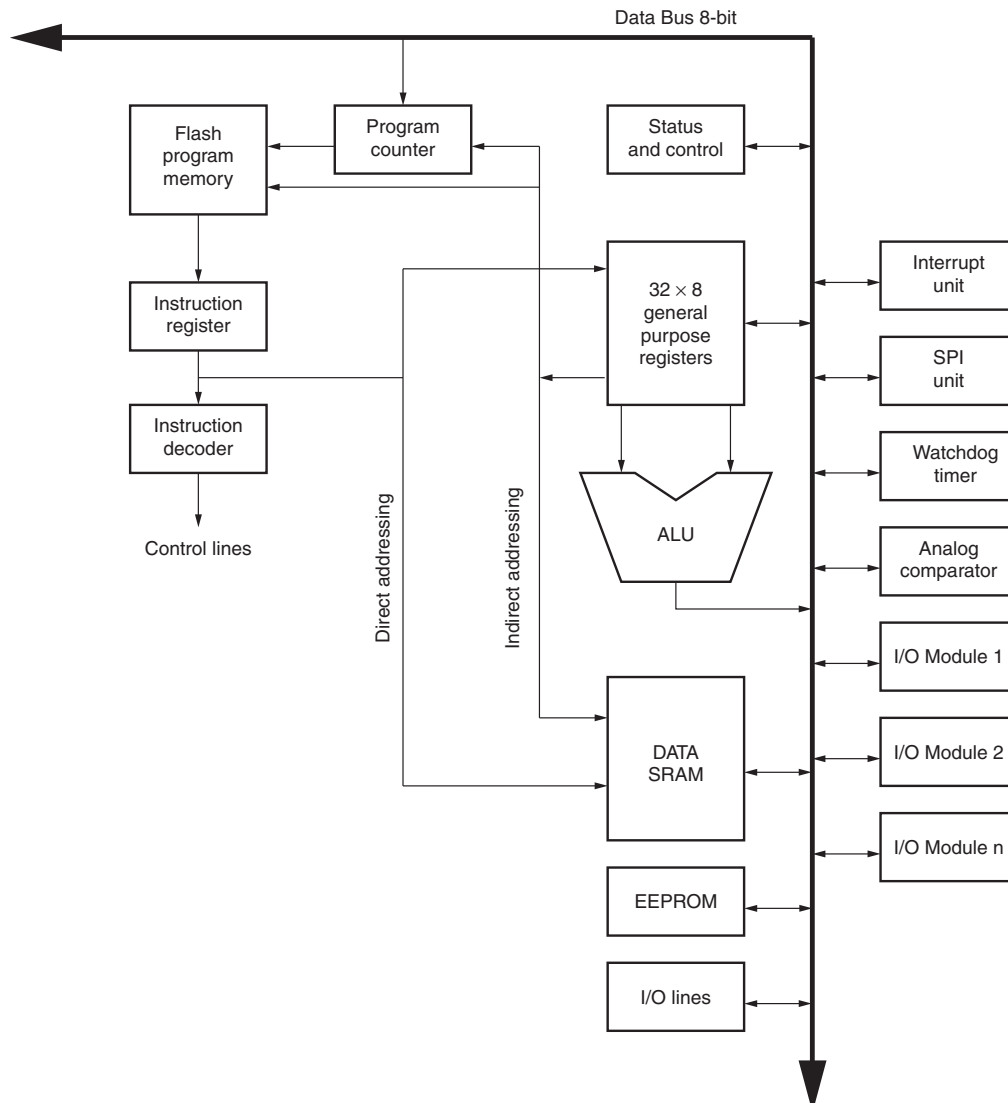 Data Bus 8-bit
Flash
program
memory
Program
counter
Status
and control
Instruction
register
32 × 8
general
purpose
registers
Interrupt
unit
SPI
unit
Instruction
decoder
Watchdog
timer
Control lines
Direct addressing
Indirect addressing
ALU
Analog
comparator
I/O Module 1
DATA
SRAM
I/O Module 2
I/O Module n
EEPROM
I/O lines